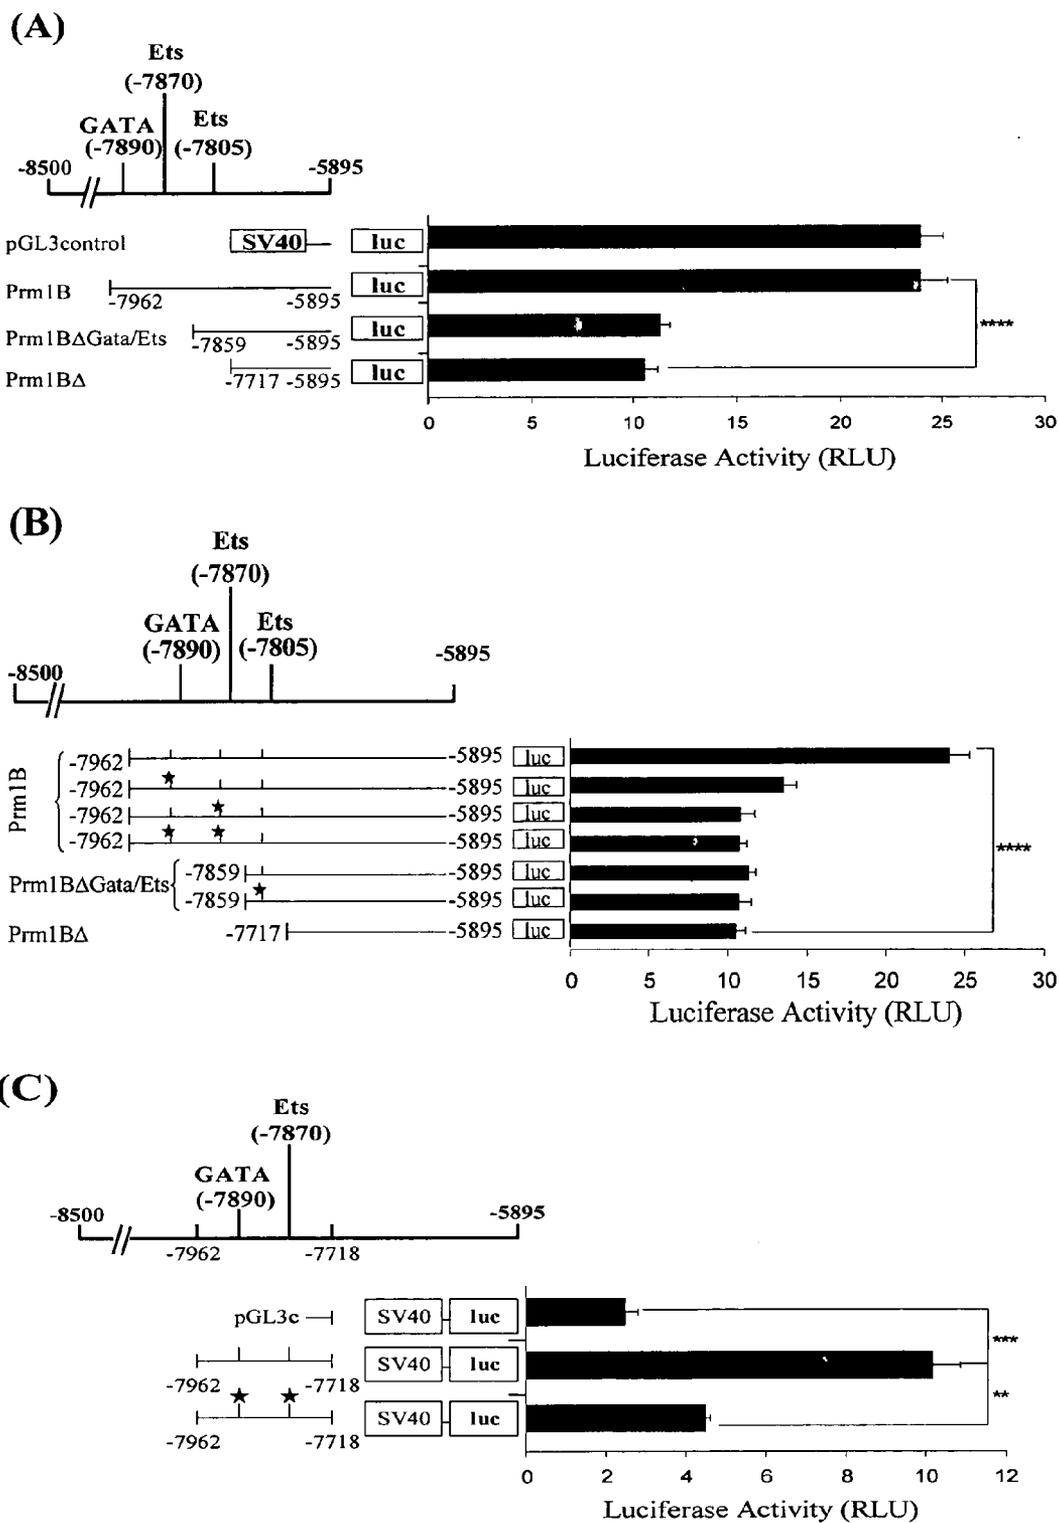 (A)
Ets
(-7870)
GATA Ets
(-7890) (-7805)
-8500 -5895
pGL3control SV40 luc
Prm1B -7962 -5895 luc
Prm1BΔGata/Ets -7859 -5895 luc
Prm1BΔ -7717 -5895 luc
****
0 5 10 15 20 25 30
Luciferase Activity (RLU)
(B)
Ets
(-7870)
GATA Ets
(-7890) (-7805)
-8500 -5895
Prm1B
-7962 -5895 luc
-7962 -5895 luc
-7962 -5895 luc
-7962 -5895 luc
****
Prm1BΔGata/Ets
-7859 -5895 luc
-7859 -5895 luc
Prm1BΔ -7717 -5895 luc
0 5 10 15 20 25 30
Luciferase Activity (RLU)
(C)
Ets
(-7870)
GATA
(-7890)
-8500 -5895
-7962 -7718
pGL3c SV40 luc
***
-7962 -7718 SV40 luc
**
-7962 -7718 SV40 luc
0 2 4 6 8 10 12
Luciferase Activity (RLU)